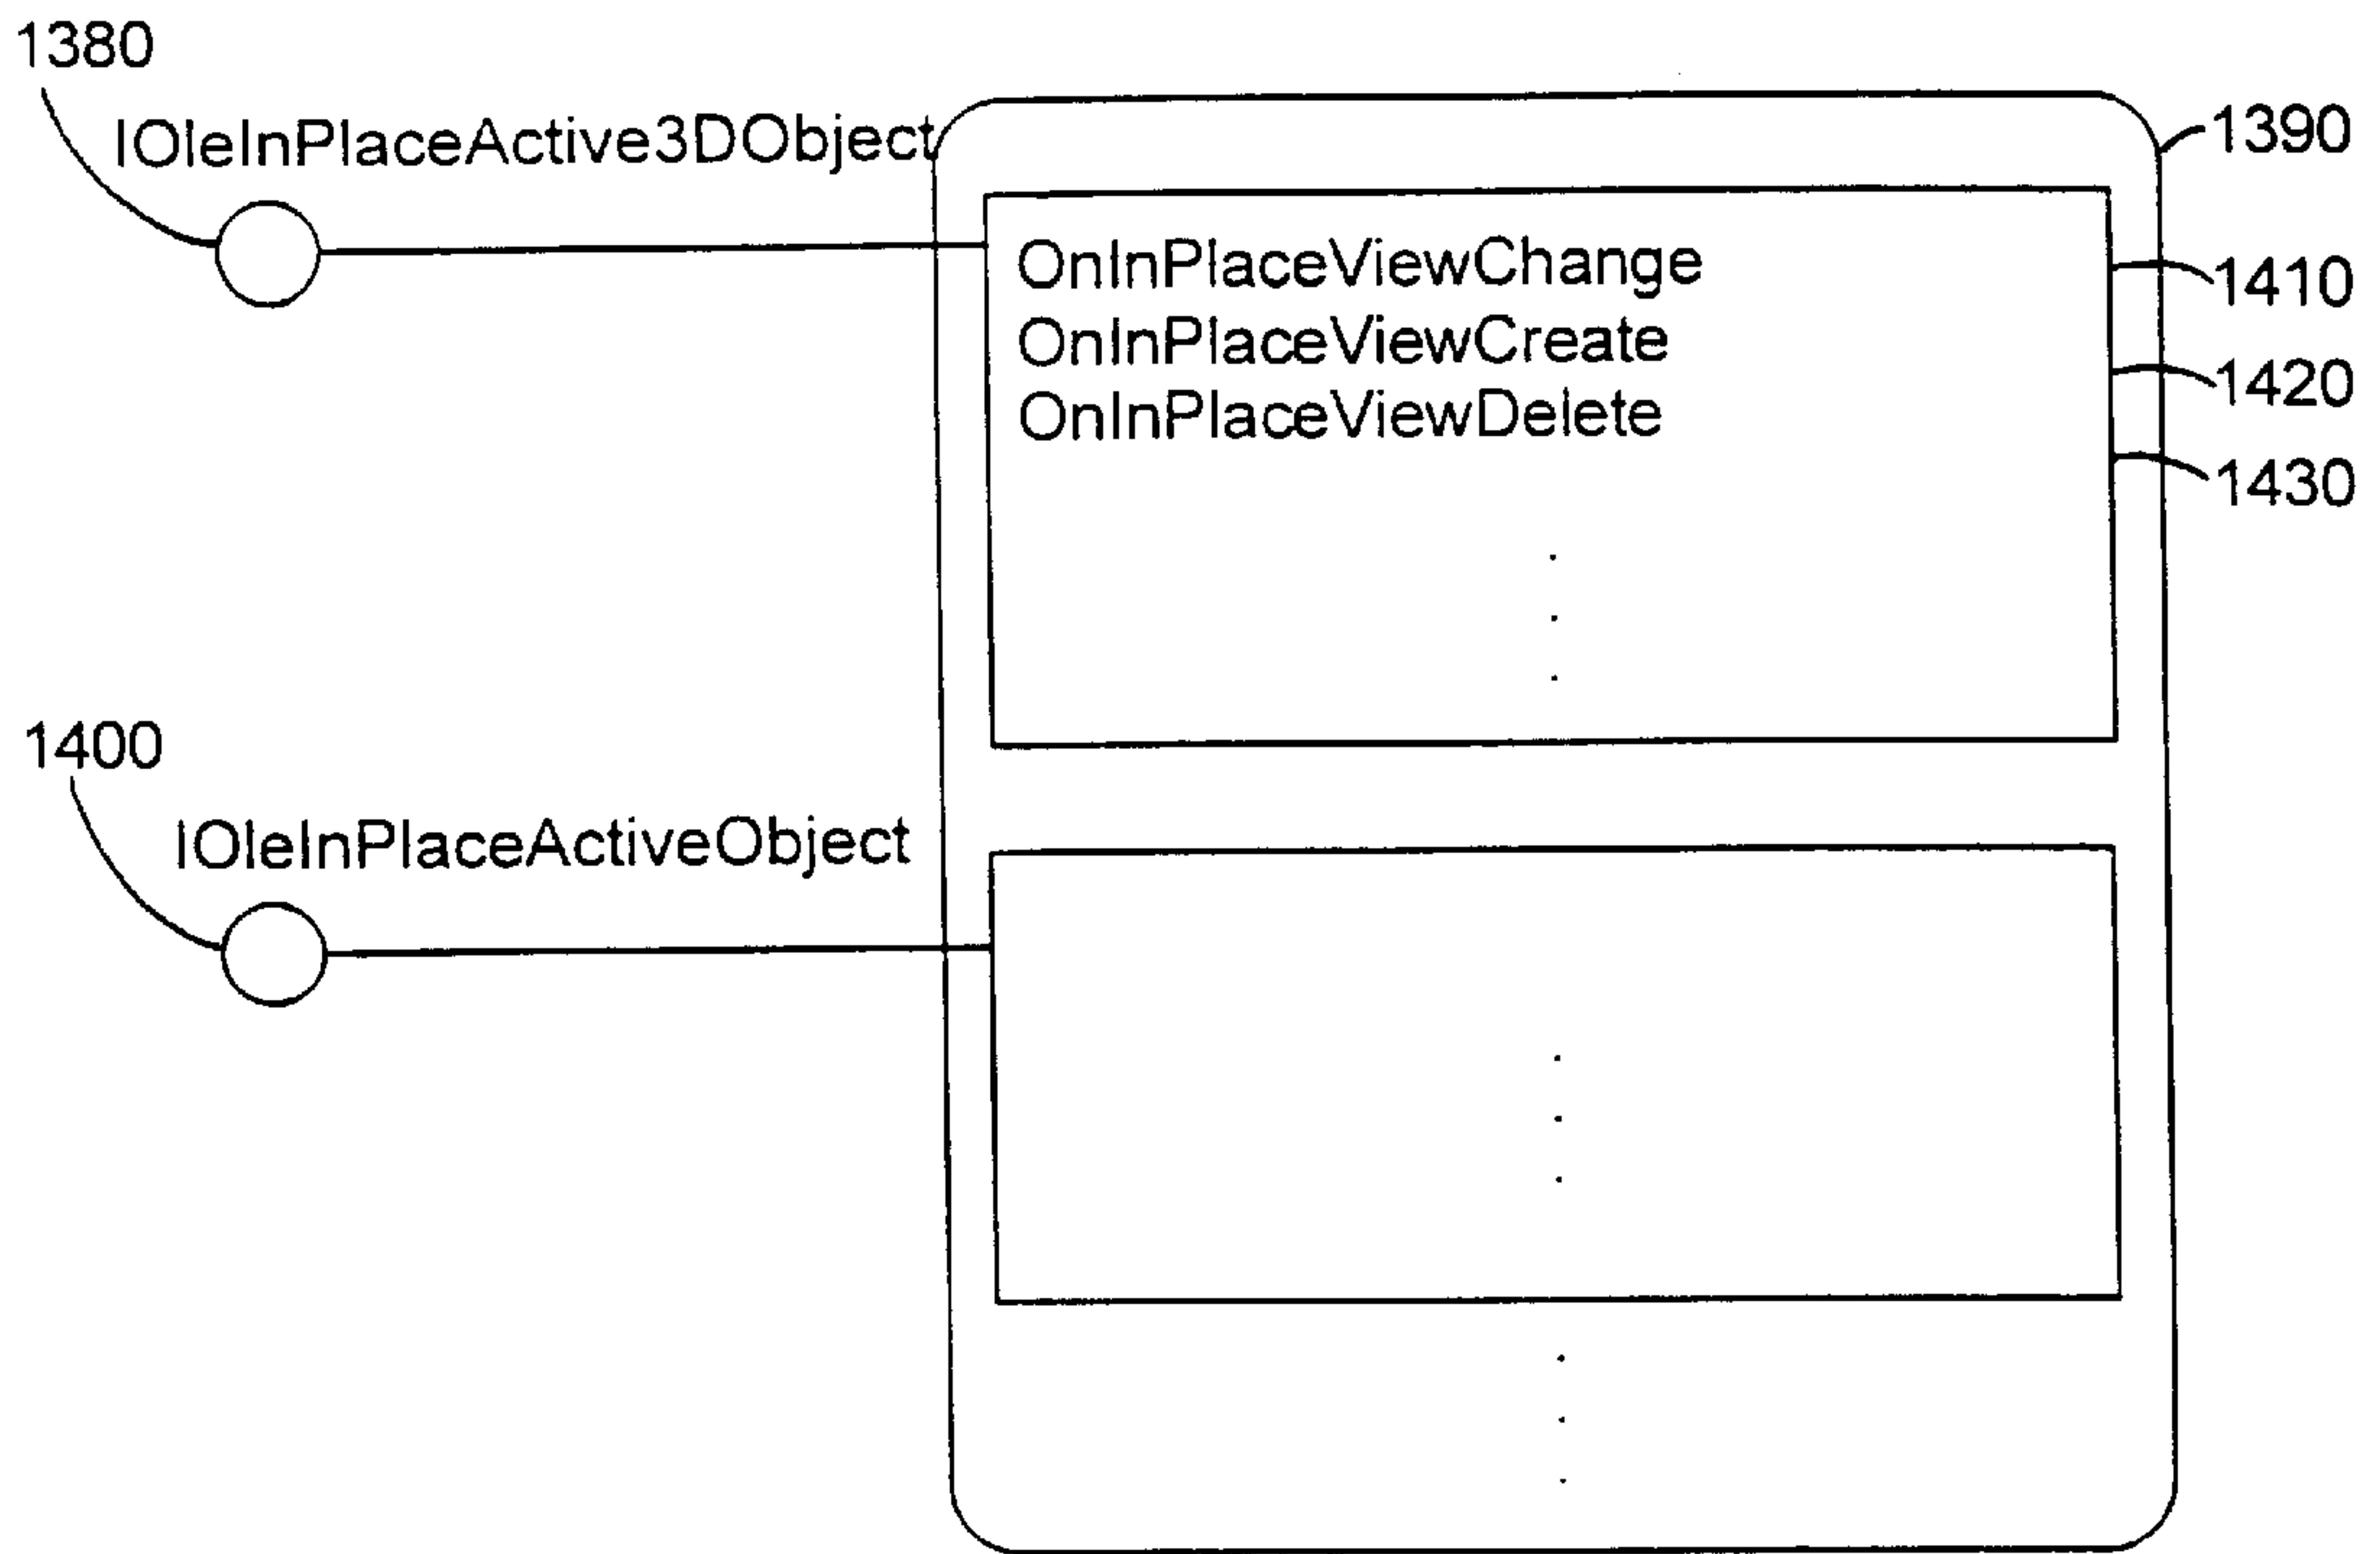 1380
IOleInPlaceActive3DObject
1390
OnInPlaceViewChange
1410
OnInPlaceViewCreate
1420
OnInPlaceViewDelete
1430
1400
IOleInPlaceActiveObject